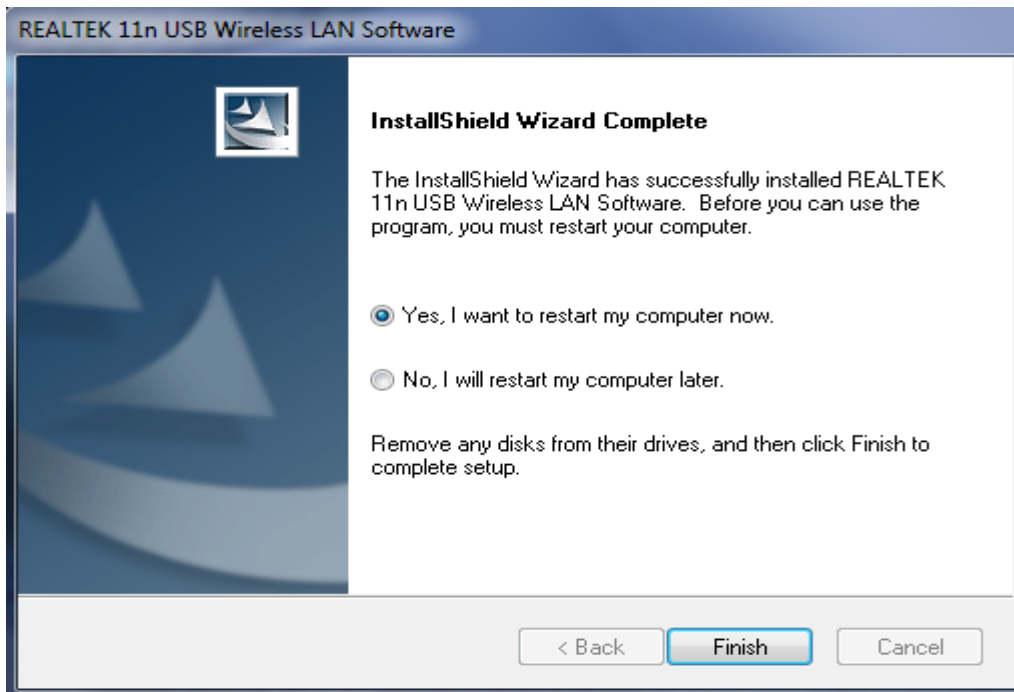 REALTEK 11n USB Wireless LAN Software
InstallShield Wizard Complete
The InstallShield Wizard has successfully installed REALTEK
11n USB Wireless LAN Software. Before you can use the
program, you must restart your computer.
Yes, I want to restart my computer now.
No, I will restart my computer later.
Remove any disks from their drives, and then click Finish to
complete setup.
< Back Finish Cancel